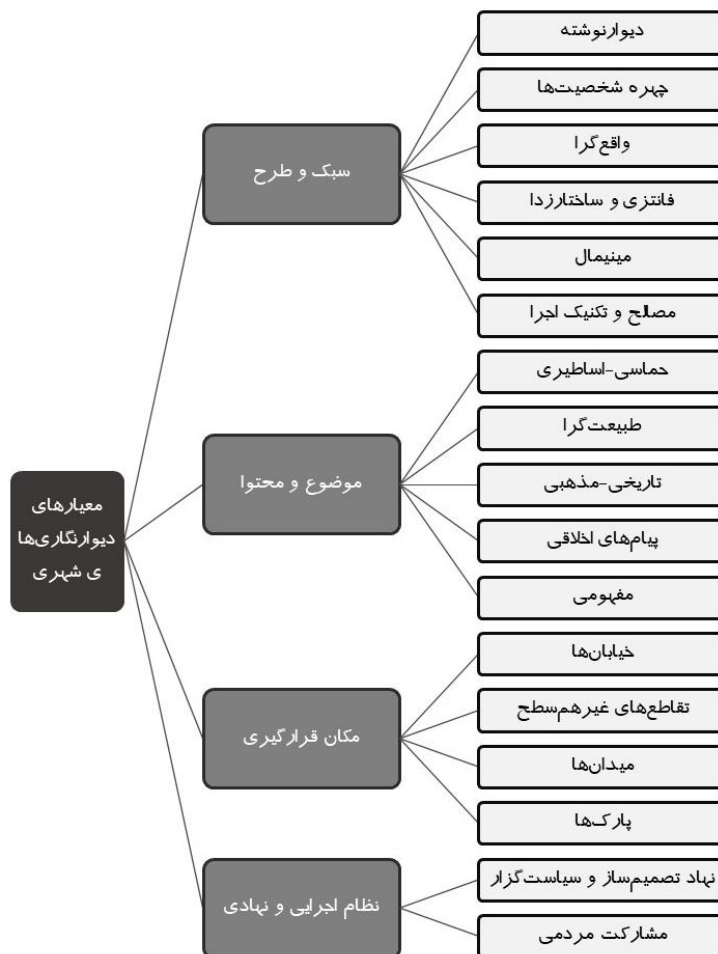 معیارهای
دیوارنگاری‌ها
ی شهری
سبک و طرح
دیوارنوشته
چهره شخصیت‌ها
واقع‌گرا
فانتزی و ساختارزدا
مینیمال
مصالح و تکنیک اجرا
موضوع و محتوا
حماسی-اساطیری
طبیعت‌گرا
تاریخی-مذهبی
پیام‌های اخلاقی
مفهومی
مکان قرارگیری
خیابان‌ها
تقاطع‌های غیرهم‌سطح
میدان‌ها
پارک‌ها
نظام اجرایی و نهادی
نهاد تصمیم‌ساز و سیاست‌گزار
مشارکت مردمی